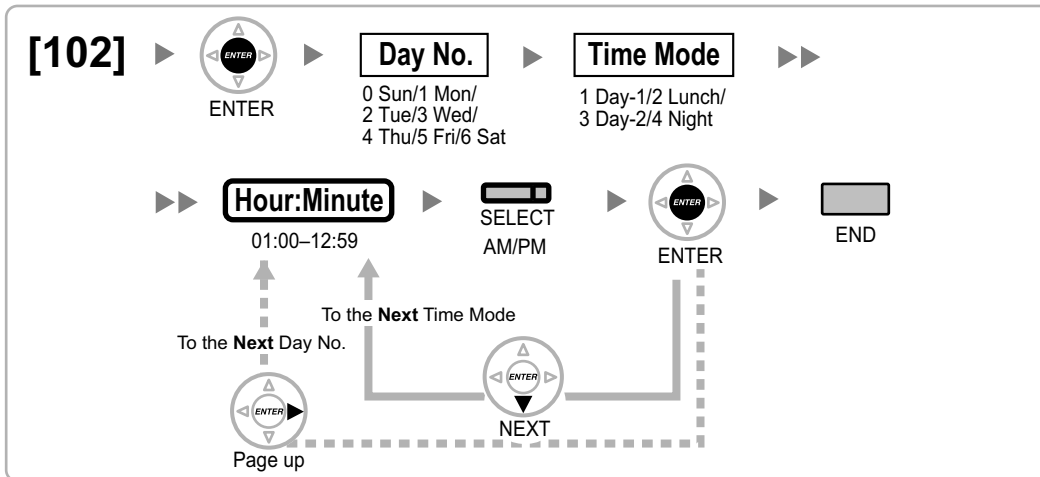 [102]
ENTER
ENTER
Day No.
0 Sun/1 Mon/
2 Tue/3 Wed/
4 Thu/5 Fri/6 Sat
Time Mode
1 Day-1/2 Lunch/
3 Day-2/4 Night
Hour:Minute
01:00–12:59
SELECT
AM/PM
ENTER
ENTER
END
To the Next Time Mode
To the Next Day No.
ENTER
NEXT
ENTER
Page up